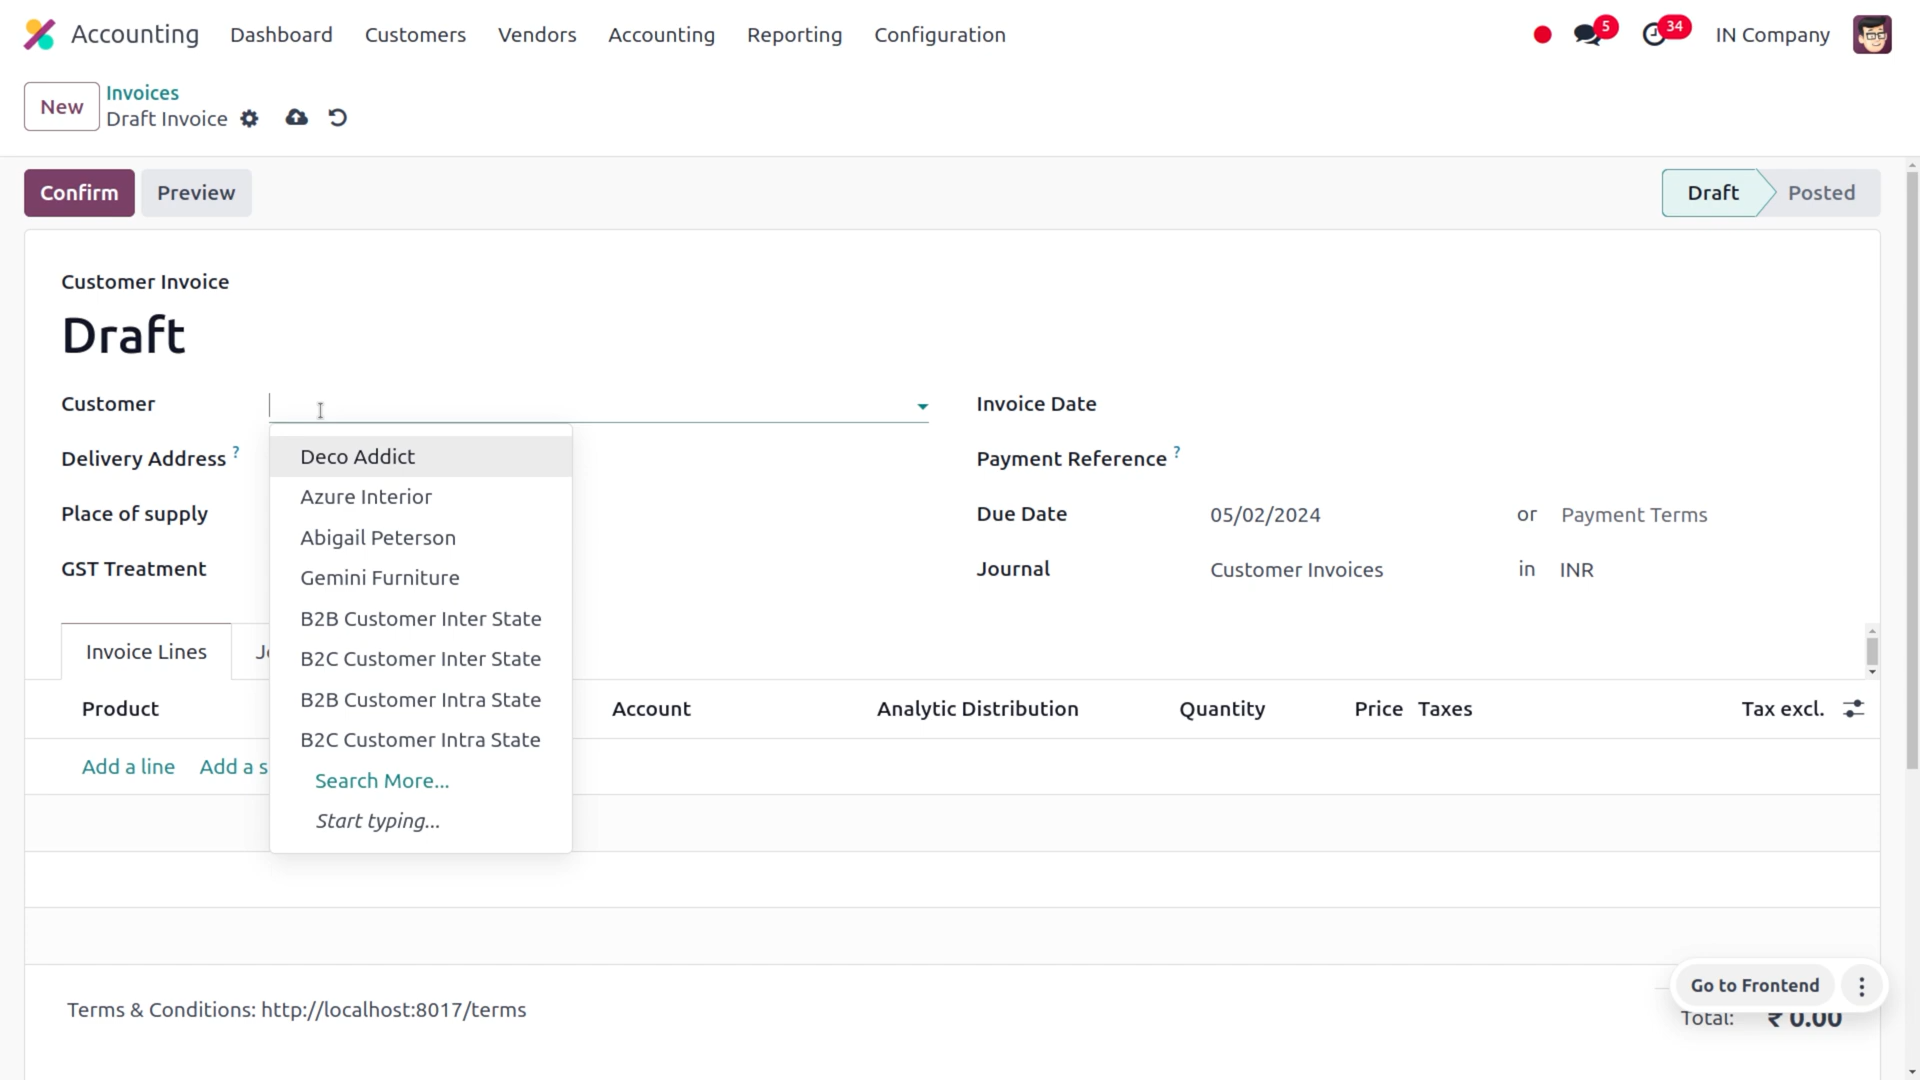 Accounting Dashboard Customers Vendors Accounting Reporting Configuration 5 34 IN Company
New Invoices
Draft Invoice
Confirm Preview Draft Posted
Customer Invoice
Draft
Customer Invoice Date
Deco Addict
Delivery Address ? Payment Reference ?
Azure Interior
Place of supply Due Date 05/02/2024 or Payment Terms
Abigail Peterson
GST Treatment Journal Customer Invoices in INR
Gemini Furniture
B2B Customer Inter State
Invoice Lines
B2C Customer Inter State
B2B Customer Intra State
Product Account Analytic Distribution Quantity Price Taxes Tax excl.
B2C Customer Intra State
Add a line Add a s
Search More...
Start typing...
Go to Frontend
Terms & Conditions: http://localhost:8017/terms
Total: ₹ 0.00